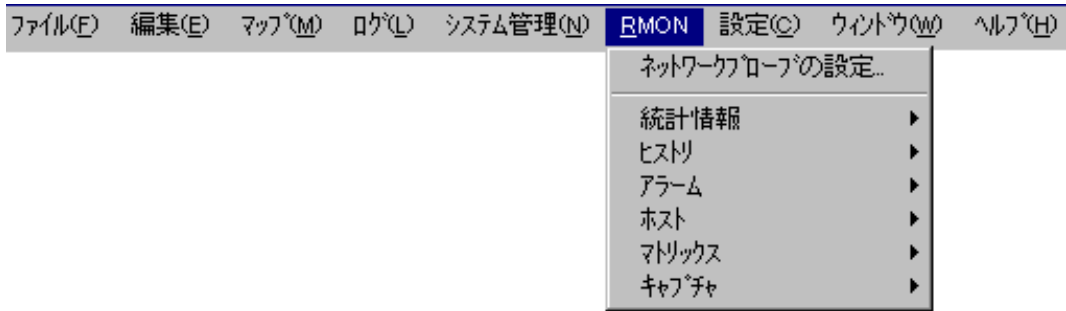 ファイル(F) 編集(E) マップ(M) ログ(L) システム管理(N) RMON 設定(C) ウィンドウ(W) ヘルプ(H)
ネットワークプローブの設定...
統計情報
ヒストリ
アラーム
ホスト
マトリックス
キャプチャ